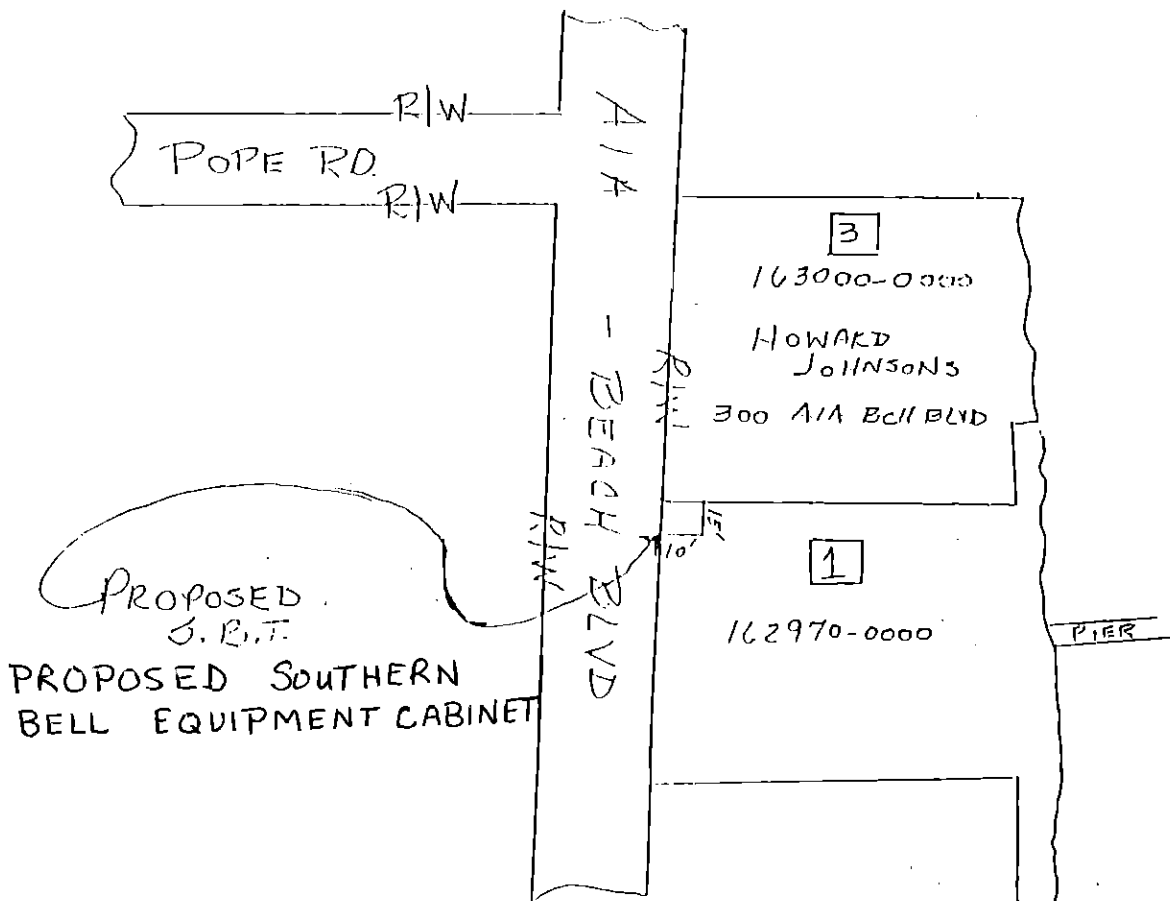 R/W
POPE RD.
R/W
A1A - BEACH BLVD
R/W
R/W
3
163000-0000
HOWARD
JOHNSONS
300 A1A BCH BLVD
15'
10'
1
162970-0000
PIER
PROPOSED
PROPOSED SOUTHERN
BELL EQUIPMENT CABINET